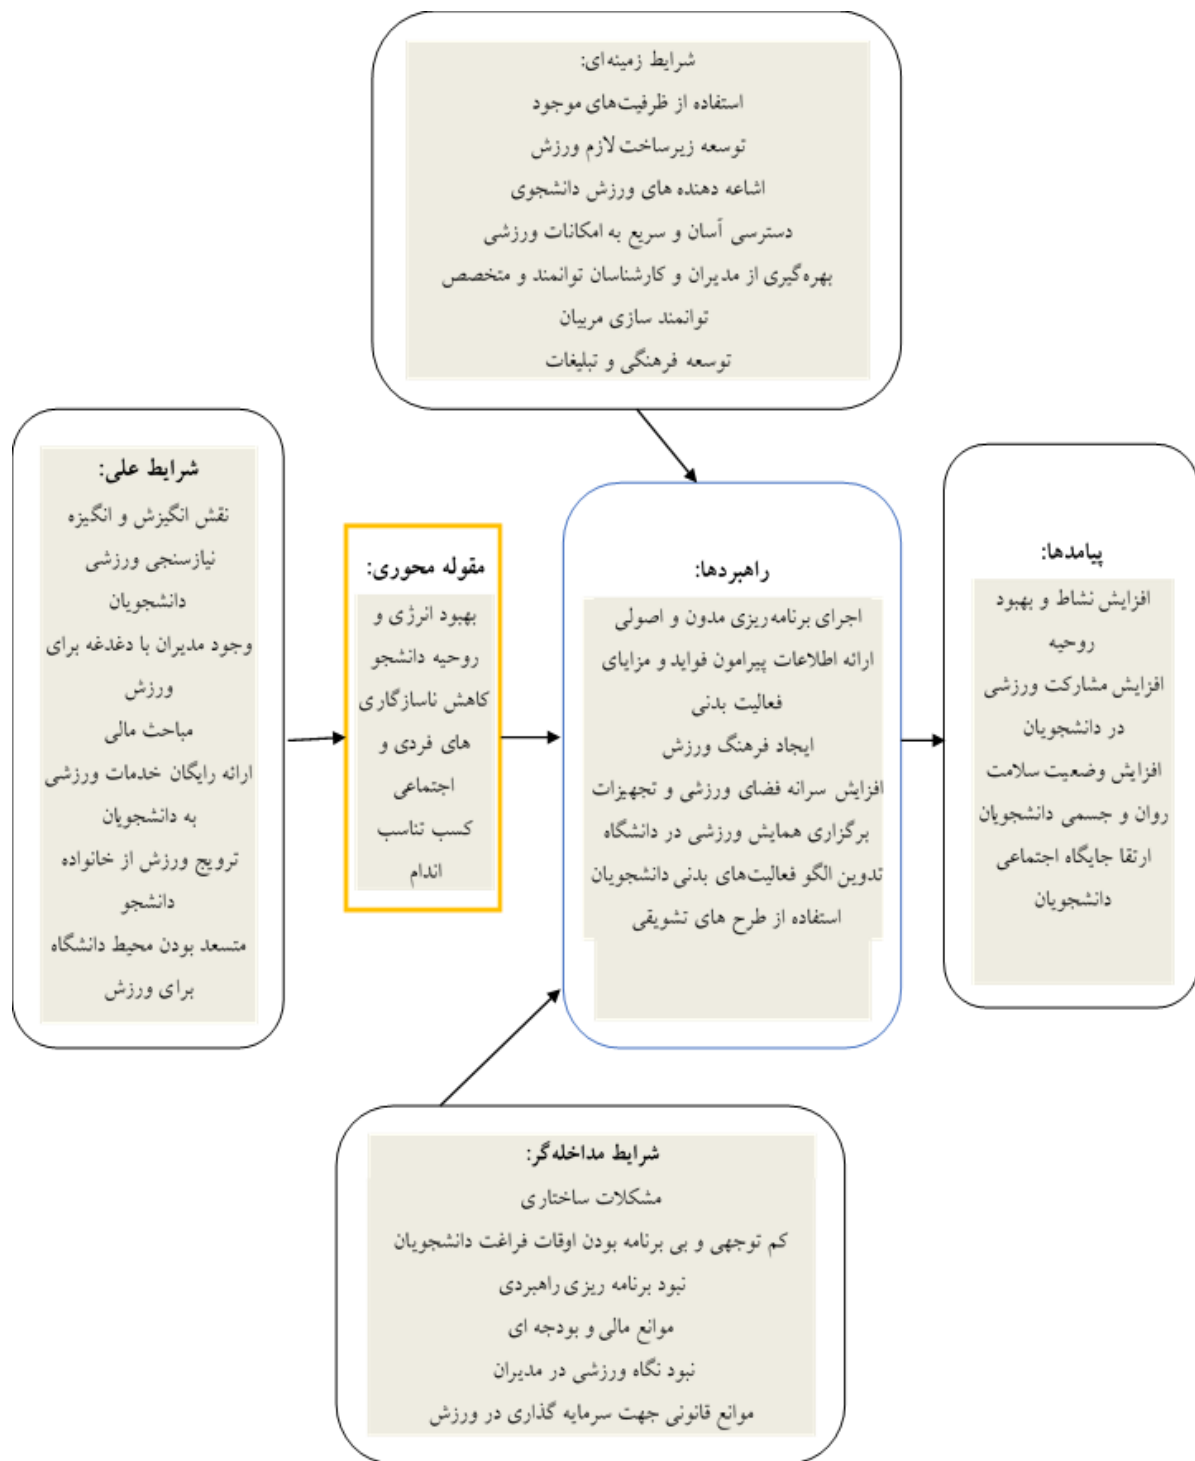 شرایط زمینه‌ای:
استفاده از ظرفیت‌های موجود
توسعه زیرساخت لازم ورزش
اشاعه دهنده های ورزش دانشجوی
دسترسی آسان و سریع به امکانات ورزشی
بهره‌گیری از مدیران و کارشناسان توانمند و متخصص
توانمند سازی مربیان
توسعه فرهنگی و تبلیغات
شرایط علی:
نقش انگیزش و انگیزه
نیازسنجی ورزشی
دانشجویان
وجود مدیران با دغدغه برای
ورزش
مباحث مالی
ارائه رایگان خدمات ورزشی
به دانشجویان
ترویج ورزش از خانواده
دانشجو
متسعد بودن محیط دانشگاه
برای ورزش
مقوله محوری:
بهبود انرژی و
روحیه دانشجو
کاهش ناسازگاری
های فردی و
اجتماعی
کسب تناسب
اندام
راهبردها:
اجرای برنامه‌ریزی مدون و اصولی
ارائه اطلاعات پیرامون فواید و مزایای
فعالیت بدنی
ایجاد فرهنگ ورزش
افزایش سرانه فضای ورزشی و تجهیزات
برگزاری همایش ورزشی در دانشگاه
تدوین الگو فعالیت‌های بدنی دانشجویان
استفاده از طرح های تشویقی
پیامدها:
افزایش نشاط و بهبود
روحیه
افزایش مشارکت ورزشی
در دانشجویان
افزایش وضعیت سلامت
روان و جسمی دانشجویان
ارتقا جایگاه اجتماعی
دانشجویان
شرایط مداخله‌گر:
مشکلات ساختاری
کم توجهی و بی برنامه بودن اوقات فراغت دانشجویان
نبود برنامه ریزی راهبردی
موانع مالی و بودجه ای
نبود نگاه ورزشی در مدیران
موانع قانونی جهت سرمایه گذاری در ورزش